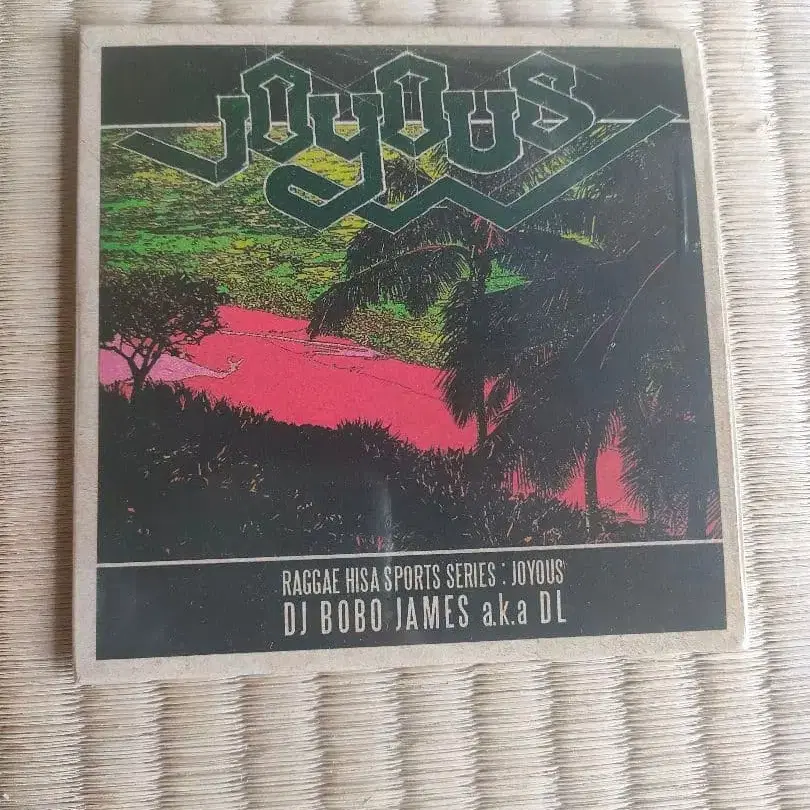 JOYOUS
RAGGAE HISA SPORTS SERIES : JOYOUS
DJ BOBO JAMES a.k.a DL